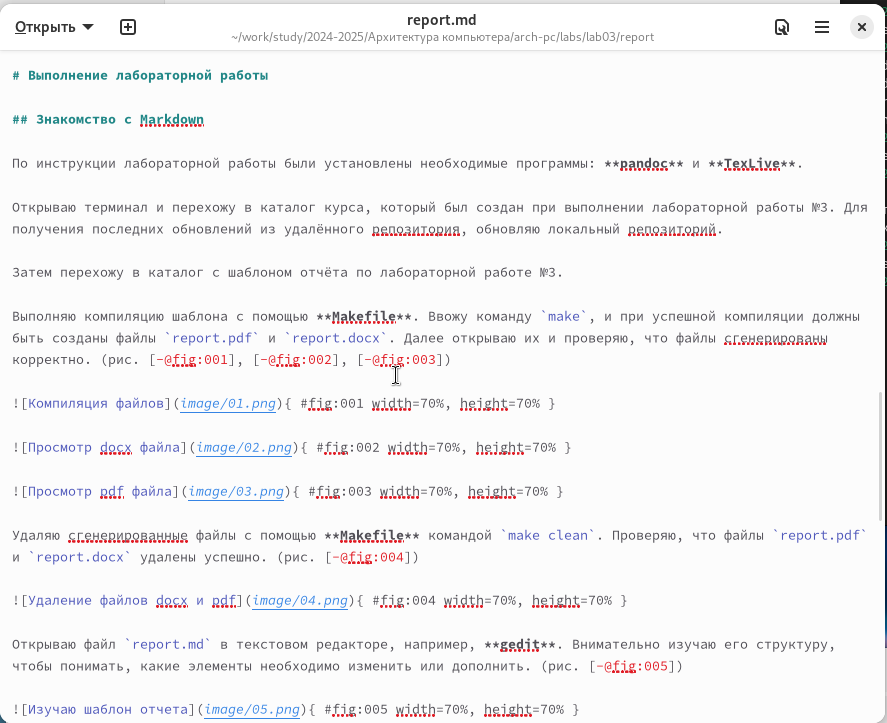 Открыть
report.md
~/work/study/2024-2025/Архитектура компьютера/arch-pc/labs/lab03/report
# Выполнение лабораторной работы
## Знакомство с Markdown
По инструкции лабораторной работы были установлены необходимые программы: **pandoc** и **TexLive**.
Открываю терминал и перехожу в каталог курса, который был создан при выполнении лабораторной работы №3. Для
получения последних обновлений из удалённого репозитория, обновляю локальный репозиторий.
Затем перехожу в каталог с шаблоном отчёта по лабораторной работе №3.
Выполняю компиляцию шаблона с помощью **Makefile**. Ввожу команду `make`, и при успешной компиляции должны
быть созданы файлы `report.pdf` и `report.docx`. Далее открываю их и проверяю, что файлы сгенерированы
корректно. (рис. [-@fig:001], [-@fig:002], [-@fig:003])
![Компиляция файлов](image/01.png){ #fig:001 width=70%, height=70% }
![Просмотр docx файла](image/02.png){ #fig:002 width=70%, height=70% }
![Просмотр pdf файла](image/03.png){ #fig:003 width=70%, height=70% }
Удаляю сгенерированные файлы с помощью **Makefile** командой `make clean`. Проверяю, что файлы `report.pdf`
и `report.docx` удалены успешно. (рис. [-@fig:004])
![Удаление файлов docx и pdf](image/04.png){ #fig:004 width=70%, height=70% }
Открываю файл `report.md` в текстовом редакторе, например, **gedit**. Внимательно изучаю его структуру,
чтобы понимать, какие элементы необходимо изменить или дополнить. (рис. [-@fig:005])
![Изучаю шаблон отчета](image/05.png){ #fig:005 width=70%, height=70% }